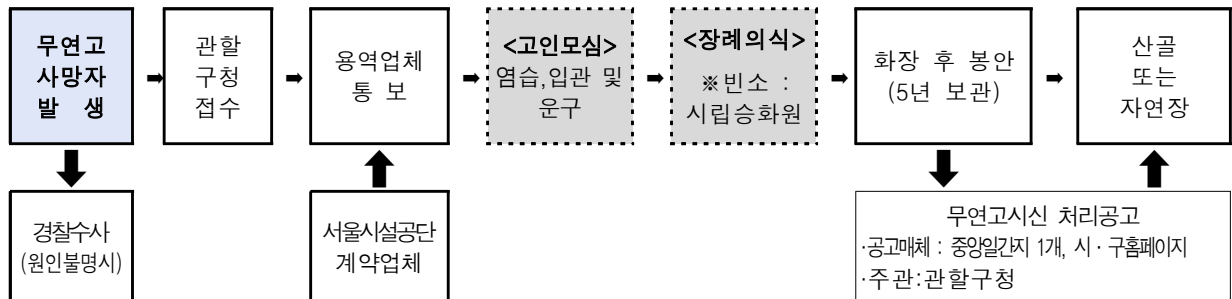 무연고
사망자
발 생
관할
구청
접수
용역업체
통 보
<고인모심>
염습,입관 및
운구
<장례의식>
※빈소 :
시립승화원
화장 후 봉안
(5년 보관)
산골
또는
자연장
경찰수사
(원인불명시)
서울시설공단
계약업체
무연고시신 처리공고
·공고매체 : 중앙일간지 1개, 시 · 구홈페이지
·주관:관할구청